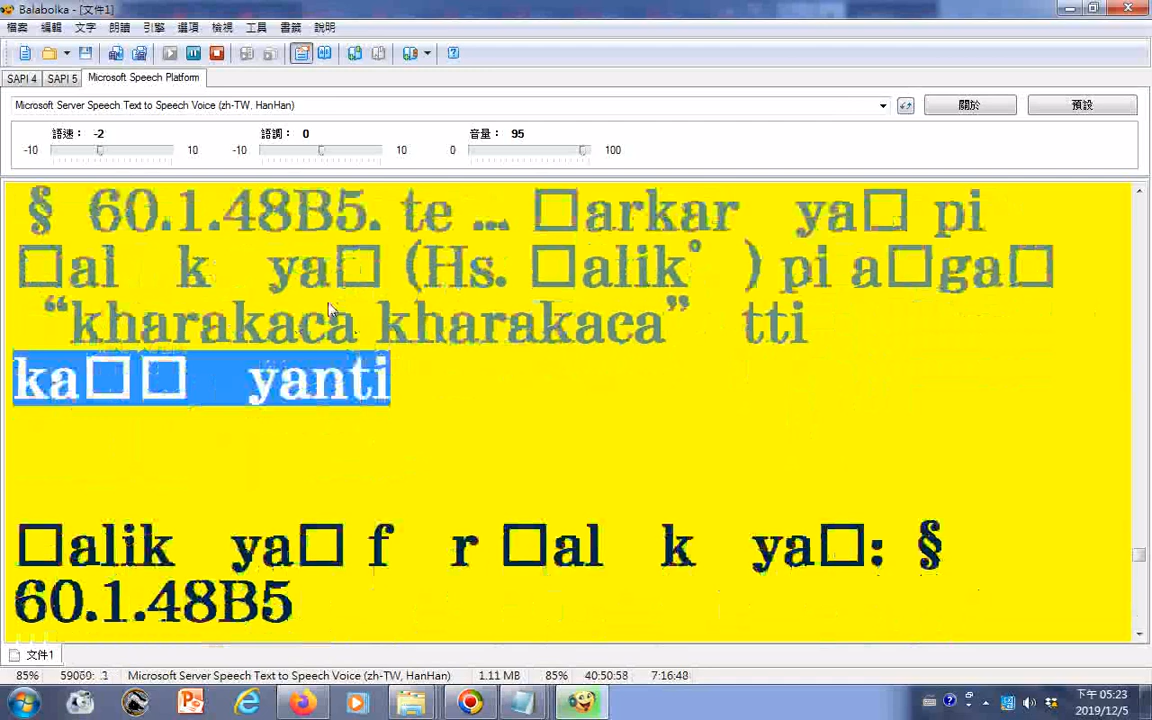 Balabolka - [文件1]
檔案 編輯 文字 朗讀 引擎 選項 檢視 工具 書籤 說明
SAPI 4 SAPI 5 Microsoft Speech Platform
Microsoft Server Speech Text to Speech Voice (zh-TW, HanHan) 關於 預設
語速： -2 語調： 0 音量： 95
-10 10 -10 10 0 100
§ 60.1.48B5. te ... □arkar ya□ pi
□al k ya□ (Hs. □alik° ) pi a□ga□
“kharakaca kharakaca” tti
ka□□ yanti
□alik ya□ f r □al k ya□: §
60.1.48B5
文件1
85% Microsoft Server Speech Text to Speech Voice (zh-TW, HanHan) 1.11 MB 85% 40:50:58 7:16:48
下午 05:23
2019/12/5